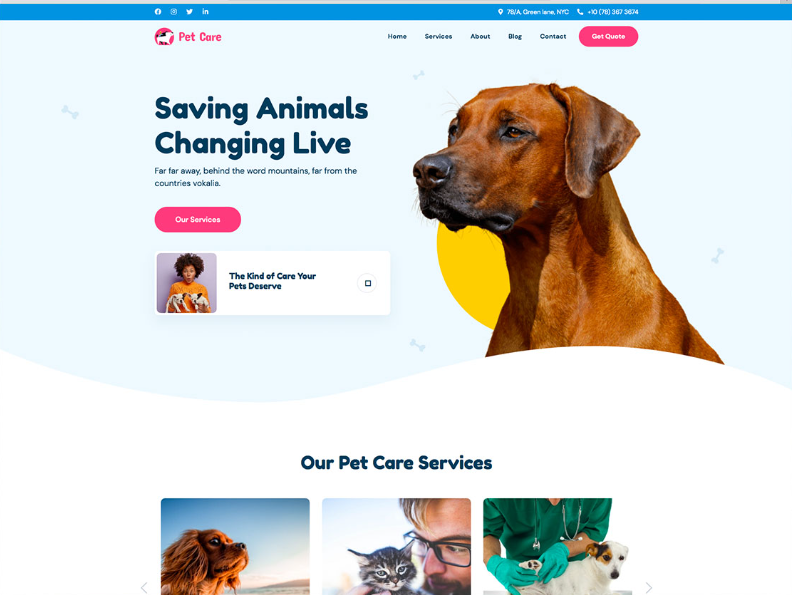 78/A, Green lane, NYC
+10 (78) 367 3674
Pet Care
Home
Services
About
Blog
Contact
Get Quote
Saving Animals
Changing Live
Far far away, behind the word mountains, far from the
countries vokalia.
Our Services
The Kind of Care Your
Pets Deserve
Our Pet Care Services